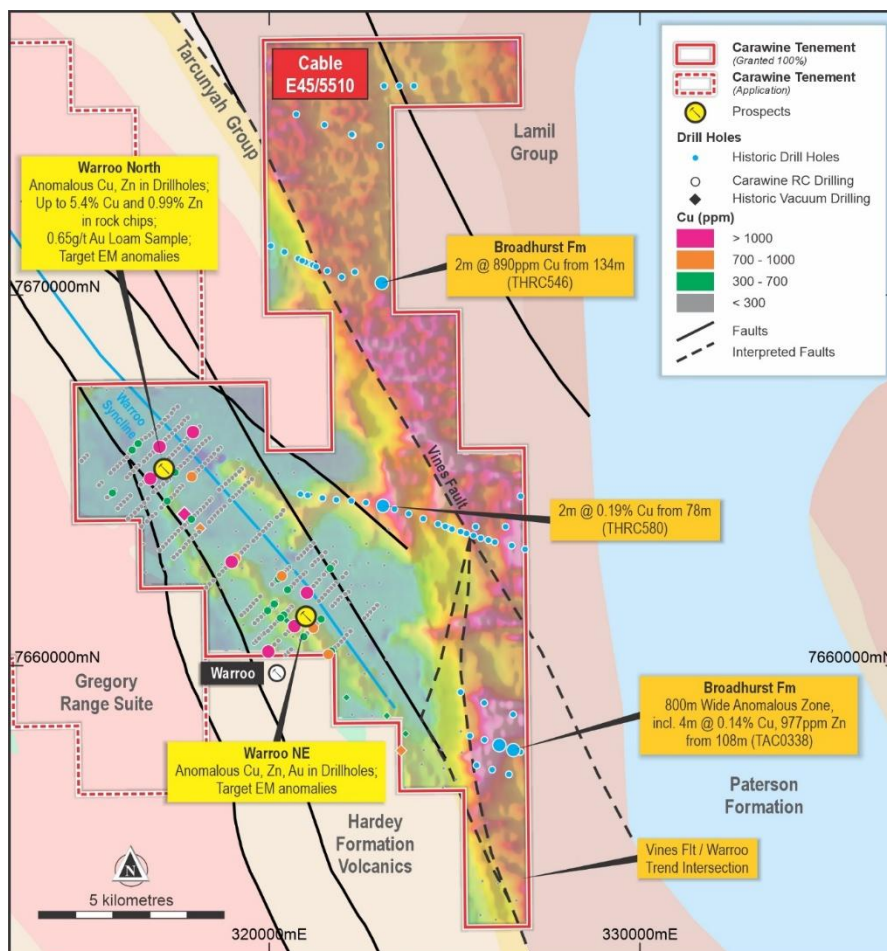 320000mE
330000mE
Cable
E45/5510
Tarcunyah Group
Lamil
Group
Carawine Tenement
(Granted 100%)
Carawine Tenement
(Application)
Prospects
Drill Holes
Historic Drill Holes
Carawine RC Drilling
Historic Vacuum Drilling
Cu (ppm)
> 1000
700 - 1000
300 - 700
< 300
Faults
Interpreted Faults
Warroo North
Anomalous Cu, Zn in Drillholes;
Up to 5.4% Cu and 0.99% Zn
in rock chips;
0.65g/t Au Loam Sample;
Target EM anomalies
Broadhurst Fm
2m @ 890ppm Cu from 134m
(THRC546)
7670000mN
7670000mN
Warroo
Syncline
Vines Fault
2m @ 0.19% Cu from 78m
(THRC580)
7660000mN
7660000mN
Warroo
Gregory
Range Suite
Broadhurst Fm
800m Wide Anomalous Zone,
incl. 4m @ 0.14% Cu, 977ppm Zn
from 108m (TAC0338)
Warroo NE
Anomalous Cu, Zn, Au in Drillholes;
Target EM anomalies
Paterson
Formation
Hardey
Formation
Volcanics
Vines Flt / Warroo
Trend Intersection
N
5 kilometres
320000mE
330000mE